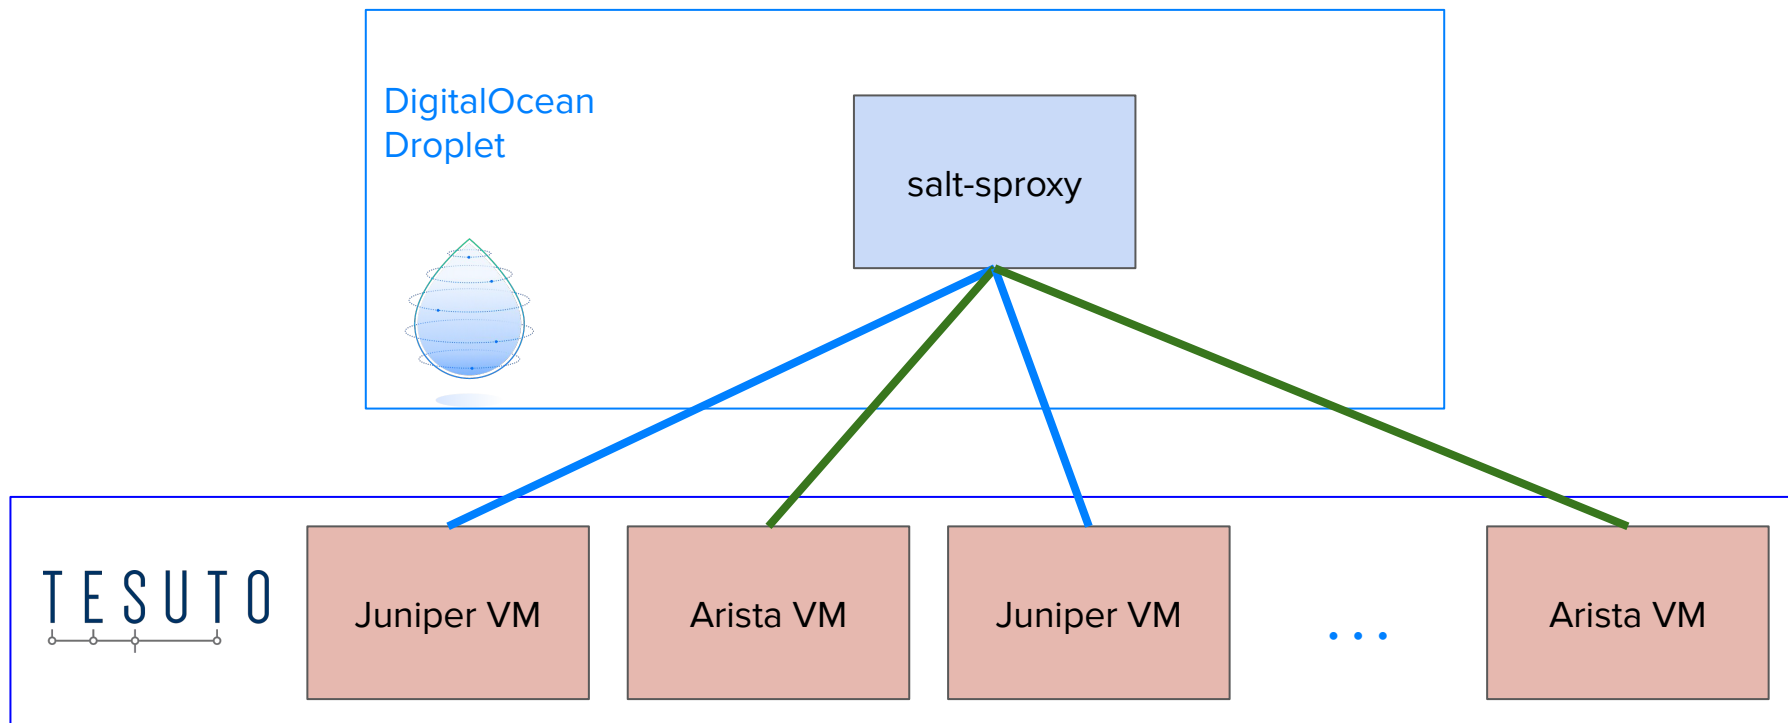 DigitalOcean
Droplet
salt-sproxy
TESUTO
Juniper VM
Arista VM
Juniper VM
...
Arista VM